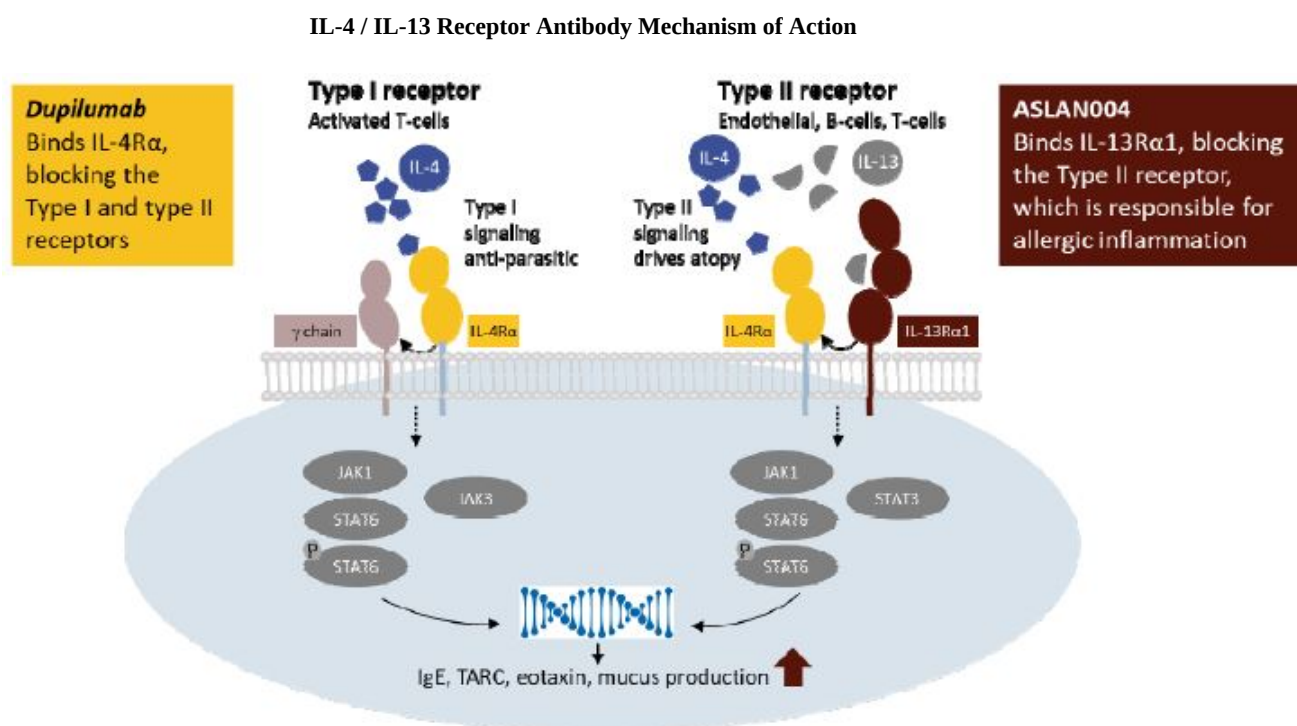 IL-4 / IL-13 Receptor Antibody Mechanism of Action
Dupilumab
Binds IL-4Rα,
blocking the
Type I and type II
receptors
Type I receptor
Activated T-cells
IL-4
Type I
signaling
anti-parasitic
γ chain
IL-4Rα
Type II receptor
Endothelial, B-cells, T-cells
IL-4
IL-13
Type II
signaling
drives atopy
IL-4Rα
IL-13Rα1
ASLAN004
Binds IL-13Rα1, blocking
the Type II receptor,
which is responsible for
allergic inflammation
JAK1
JAK3
STAT6
P
STAT6
JAK1
STAT3
STAT6
P
STAT6
IgE, TARC, eotaxin, mucus production